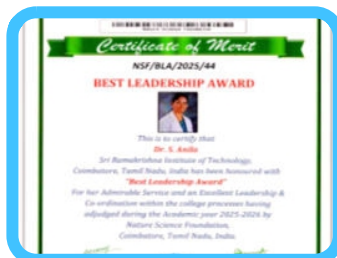 Certificate of Merit
NSF/BLA/2025/44
BEST LEADERSHIP AWARD
This is to certify that
Dr. S. Anila
Sri Ramakrishna Institute of Technology,
Coimbatore, Tamil Nadu, India has been honoured with
"Best Leadership Award"
For her Admirable Service and an Excellent Leadership &
Co-ordination within the college processes having
adjudged during the Academic year 2025-2026 by
Nature Science Foundation,
Coimbatore, Tamil Nadu, India.